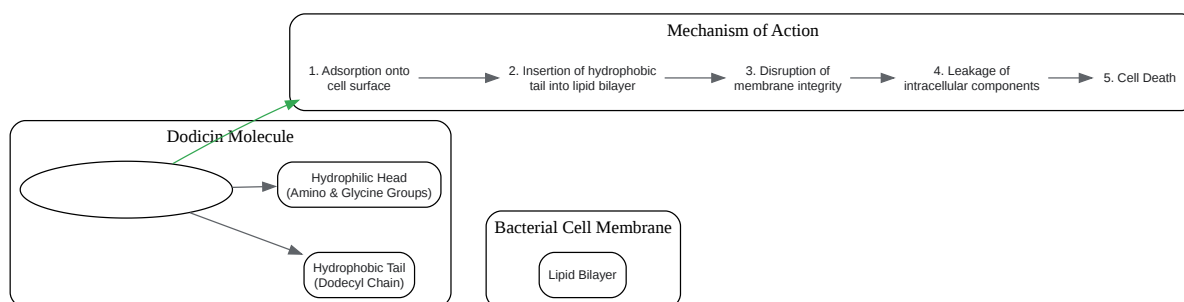 Mechanism of Action
1. Adsorption onto
cell surface
2. Insertion of hydrophobic
tail into lipid bilayer
3. Disruption of
membrane integrity
4. Leakage of
intracellular components
5. Cell Death
Dodicin Molecule
Hydrophilic Head
(Amino & Glycine Groups)
Hydrophobic Tail
(Dodecyl Chain)
Bacterial Cell Membrane
Lipid Bilayer